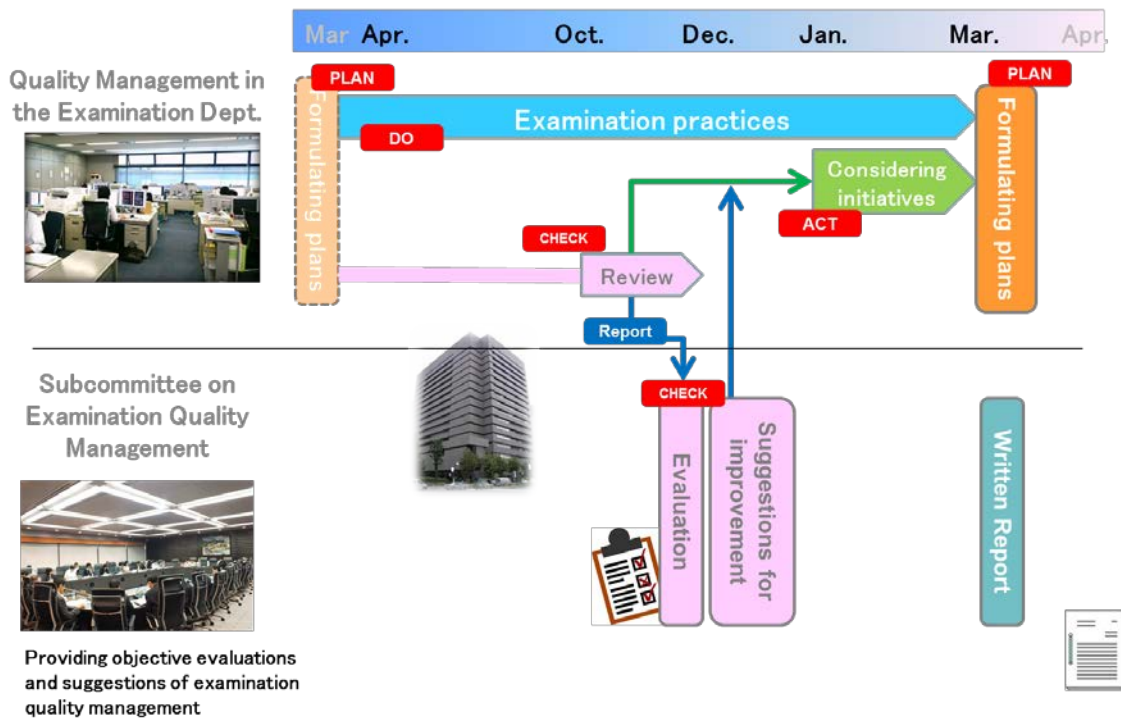 Mar Apr. Oct. Dec. Jan. Mar. Apr.
Quality Management in
the Examination Dept.
PLAN
Formulating plans
Examination practices
DO
PLAN
Formulating plans
Considering
initiatives
ACT
CHECK
Review
Report
Subcommittee on
Examination Quality
Management
CHECK
Evaluation
Suggestions for
improvement
Written Report
Providing objective evaluations
and suggestions of examination
quality management